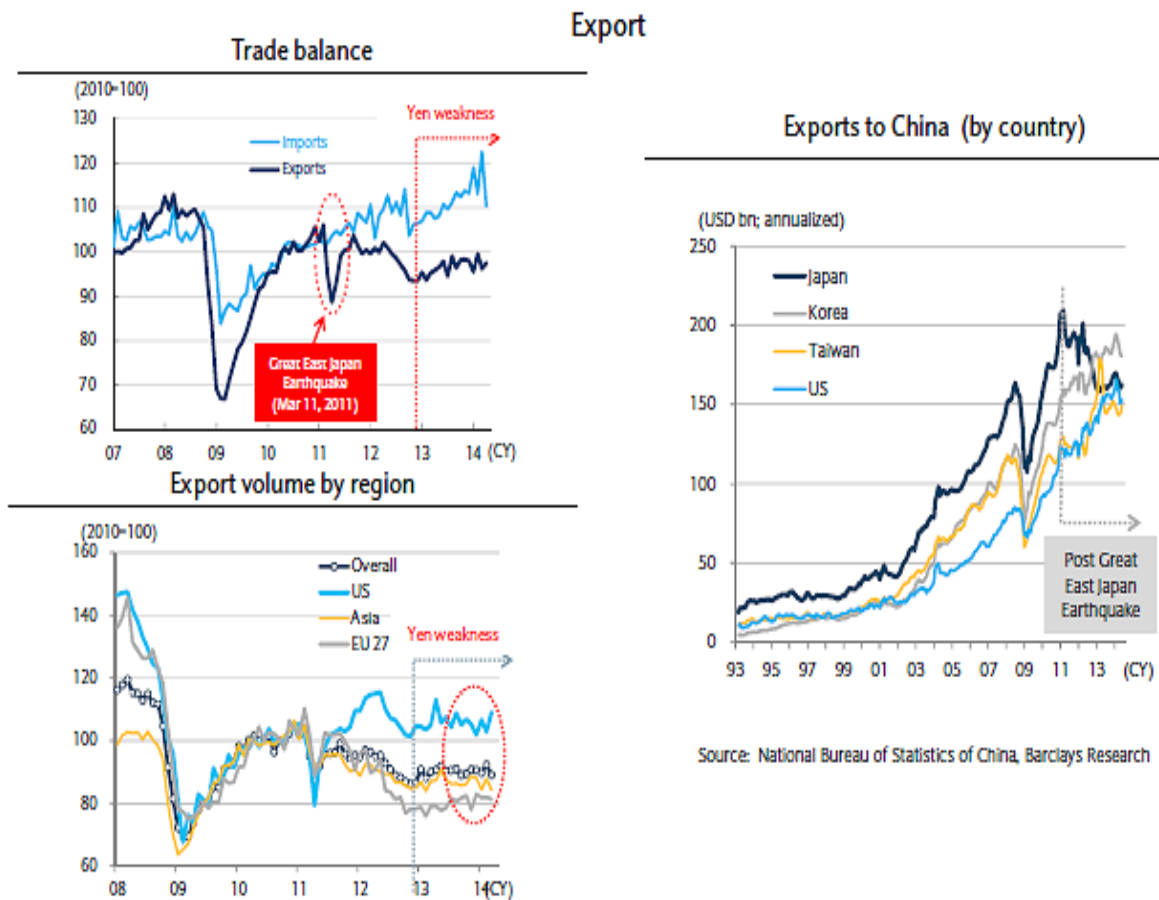 Export
Trade balance
(2010=100)
130
120
110
100
90
80
70
60
Yen weakness
Imports
Exports
Great East Japan
Earthquake
(Mar 11, 2011)
07 08 09 10 11 12 13 14 (CY)
Export volume by region
(2010=100)
160
140
120
100
80
60
Overall
US
Asia
EU 27
Yen weakness
08 09 10 11 12 13 14 (CY)
Exports to China (by country)
(USD bn; annualized)
250
200
150
100
50
0
Japan
Korea
Taiwan
US
Post Great
East Japan
Earthquake
93 95 97 99 01 03 05 07 09 11 13 (CY)
Source: National Bureau of Statistics of China, Barclays Research